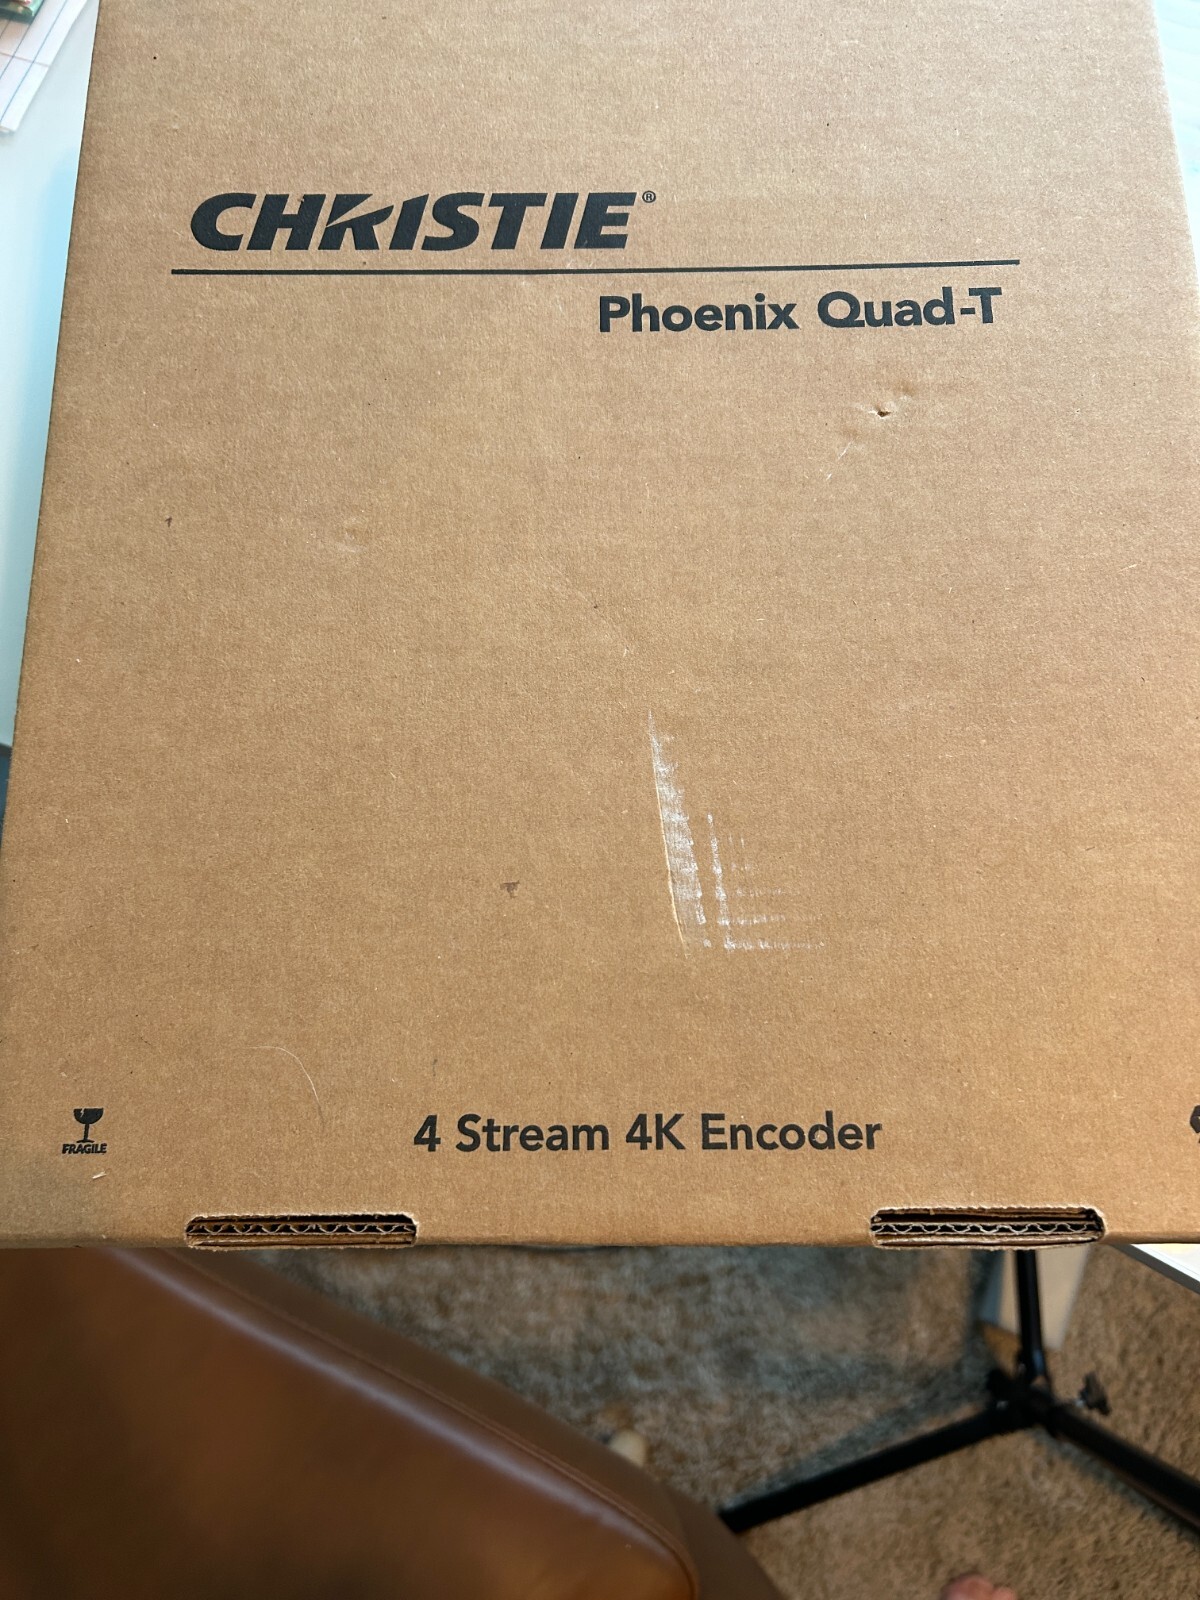 CHRISTIE®
Phoenix Quad-T
FRAGILE
4 Stream 4K Encoder